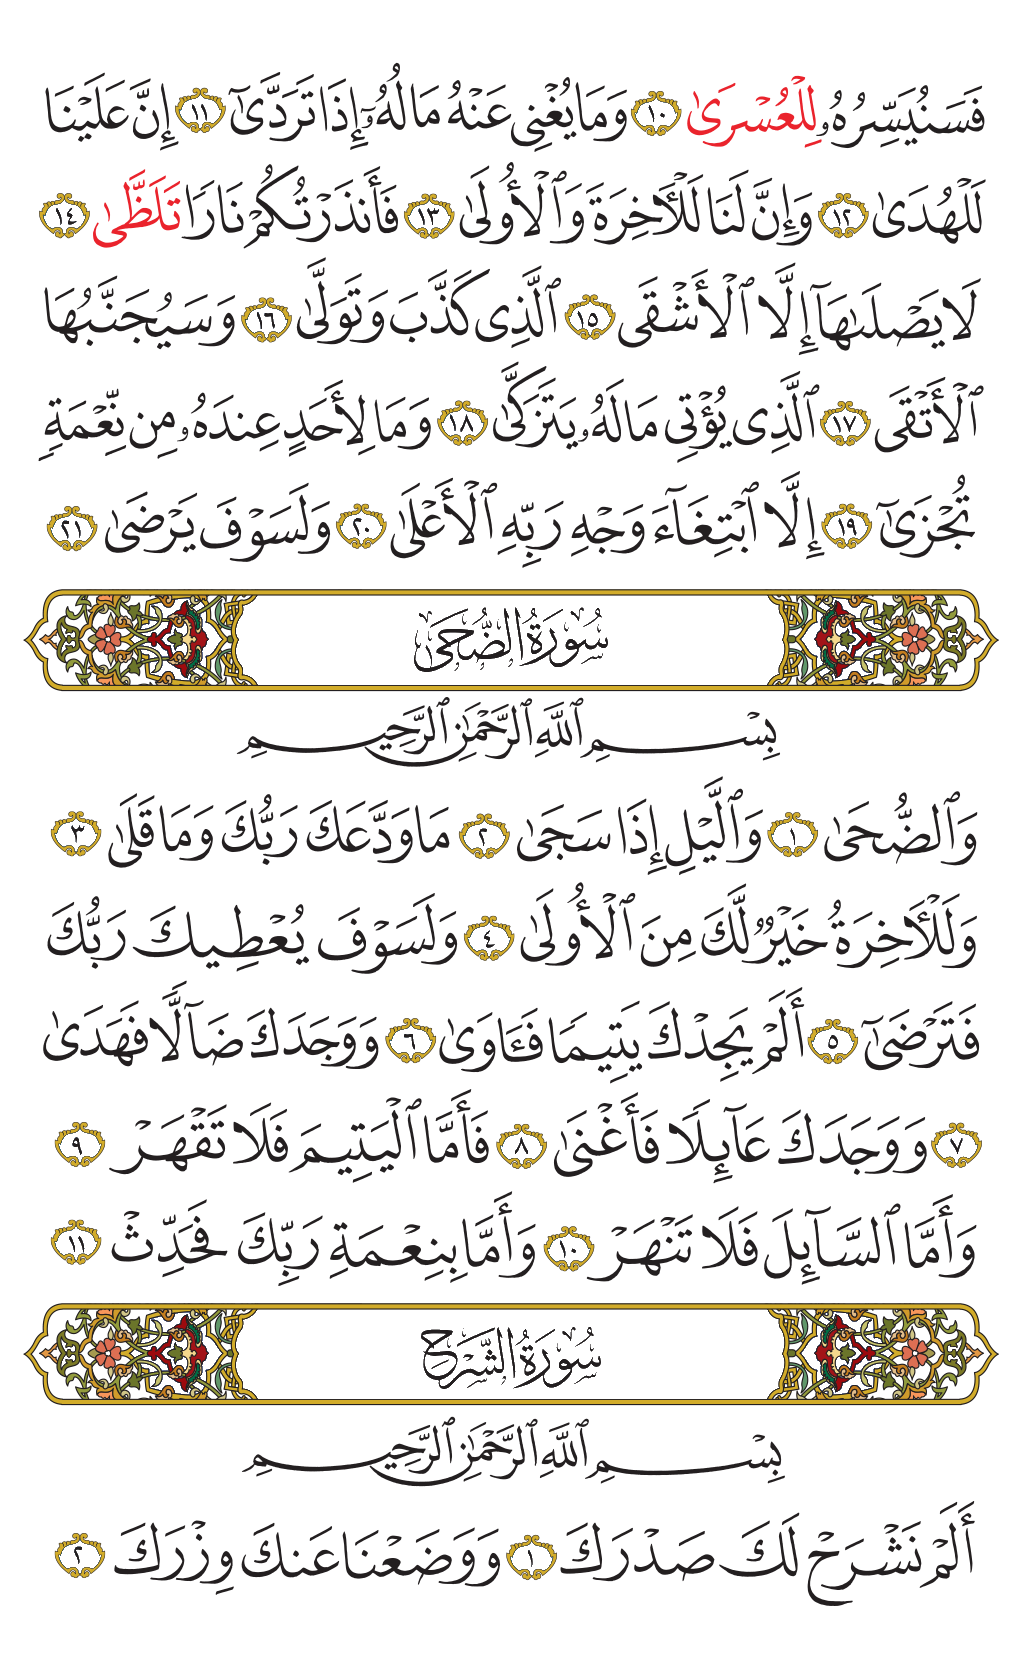 فَسَنُيَسِّرُهُۥ لِلْعُسْرَىٰ ١٠ وَمَا يُغْنِى عَنْهُ مَالُهُۥٓ إِذَا تَرَدَّىٰٓ ١١ إِنَّ عَلَيْنَا
لَلْهُدَىٰ ١٢ وَإِنَّ لَنَا لَلْـَٔاخِرَةَ وَٱلْأُولَىٰ ١٣ فَأَنذَرْتُكُمْ نَارًا تَلَظَّىٰ ١٤
لَا يَصْلَىٰهَآ إِلَّا ٱلْأَشْقَى ١٥ ٱلَّذِى كَذَّبَ وَتَوَلَّىٰ ١٦ وَسَيُجَنَّبُهَا
ٱلْأَتْقَى ١٧ ٱلَّذِى يُؤْتِى مَالَهُۥ يَتَزَكَّىٰ ١٨ وَمَا لِأَحَدٍ عِندَهُۥ مِن نِّعْمَةٍ
تُجْزَىٰٓ ١٩ إِلَّا ٱبْتِغَآءَ وَجْهِ رَبِّهِ ٱلْأَعْلَىٰ ٢٠ وَلَسَوْفَ يَرْضَىٰ ٢١
سُورَةُ الضُّحَىٰ
بِسْمِ ٱللَّهِ ٱلرَّحْمَٰنِ ٱلرَّحِيمِ
وَٱلضُّحَىٰ ١ وَٱلَّيْلِ إِذَا سَجَىٰ ٢ مَا وَدَّعَكَ رَبُّكَ وَمَا قَلَىٰ ٣
وَلَلْـَٔاخِرَةُ خَيْرٌ لَّكَ مِنَ ٱلْأُولَىٰ ٤ وَلَسَوْفَ يُعْطِيكَ رَبُّكَ
فَتَرْضَىٰٓ ٥ أَلَمْ يَجِدْكَ يَتِيمًا فَـَٔاوَىٰ ٦ وَوَجَدَكَ ضَآلًّا فَهَدَىٰ
٧ وَوَجَدَكَ عَآئِلًا فَأَغْنَىٰ ٨ فَأَمَّا ٱلْيَتِيمَ فَلَا تَقْهَرْ ٩
وَأَمَّا ٱلسَّآئِلَ فَلَا تَنْهَرْ ١٠ وَأَمَّا بِنِعْمَةِ رَبِّكَ فَحَدِّثْ ١١
سُورَةُ الشَّرْحِ
بِسْمِ ٱللَّهِ ٱلرَّحْمَٰنِ ٱلرَّحِيمِ
أَلَمْ نَشْرَحْ لَكَ صَدْرَكَ ١ وَوَضَعْنَا عَنكَ وِزْرَكَ ٢